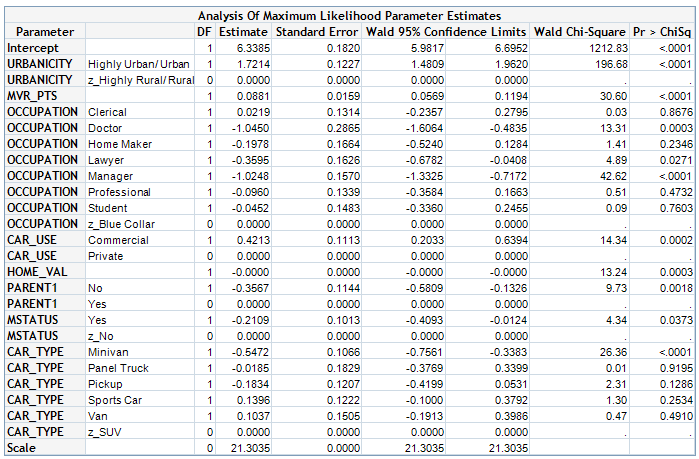 Analysis Of Maximum Likelihood Parameter Estimates
Parameter DF Estimate Standard Error Wald 95% Confidence Limits Wald Chi-Square Pr > ChiSq
Intercept 1 6.3385 0.1820 5.9817 6.6952 1212.83 <.0001
URBANICITY Highly Urban/ Urban 1 1.7214 0.1227 1.4809 1.9620 196.68 <.0001
URBANICITY z_Highly Rural/ Rural 0 0.0000 0.0000 0.0000 0.0000 . .
MVR_PTS 1 0.0881 0.0159 0.0569 0.1194 30.60 <.0001
OCCUPATION Clerical 1 0.0219 0.1314 -0.2357 0.2795 0.03 0.8676
OCCUPATION Doctor 1 -1.0450 0.2865 -1.6064 -0.4835 13.31 0.0003
OCCUPATION Home Maker 1 -0.1978 0.1664 -0.5240 0.1284 1.41 0.2346
OCCUPATION Lawyer 1 -0.3595 0.1626 -0.6782 -0.0408 4.89 0.0271
OCCUPATION Manager 1 -1.0248 0.1570 -1.3325 -0.7172 42.62 <.0001
OCCUPATION Professional 1 -0.0960 0.1339 -0.3584 0.1663 0.51 0.4732
OCCUPATION Student 1 -0.0452 0.1483 -0.3360 0.2455 0.09 0.7603
OCCUPATION z_Blue Collar 0 0.0000 0.0000 0.0000 0.0000 . .
CAR_USE Commercial 1 0.4213 0.1113 0.2033 0.6394 14.34 0.0002
CAR_USE Private 0 0.0000 0.0000 0.0000 0.0000 . .
HOME_VAL 1 -0.0000 0.0000 -0.0000 -0.0000 13.24 0.0003
PARENT1 No 1 -0.3567 0.1144 -0.5809 -0.1326 9.73 0.0018
PARENT1 Yes 0 0.0000 0.0000 0.0000 0.0000 . .
MSTATUS Yes 1 -0.2109 0.1013 -0.4093 -0.0124 4.34 0.0373
MSTATUS z_No 0 0.0000 0.0000 0.0000 0.0000 . .
CAR_TYPE Minivan 1 -0.5472 0.1066 -0.7561 -0.3383 26.36 <.0001
CAR_TYPE Panel Truck 1 -0.0185 0.1829 -0.3769 0.3399 0.01 0.9195
CAR_TYPE Pickup 1 -0.1834 0.1207 -0.4199 0.0531 2.31 0.1286
CAR_TYPE Sports Car 1 0.1396 0.1222 -0.1000 0.3792 1.30 0.2534
CAR_TYPE Van 1 0.1037 0.1505 -0.1913 0.3986 0.47 0.4910
CAR_TYPE z_SUV 0 0.0000 0.0000 0.0000 0.0000 . .
Scale 0 21.3035 0.0000 21.3035 21.3035